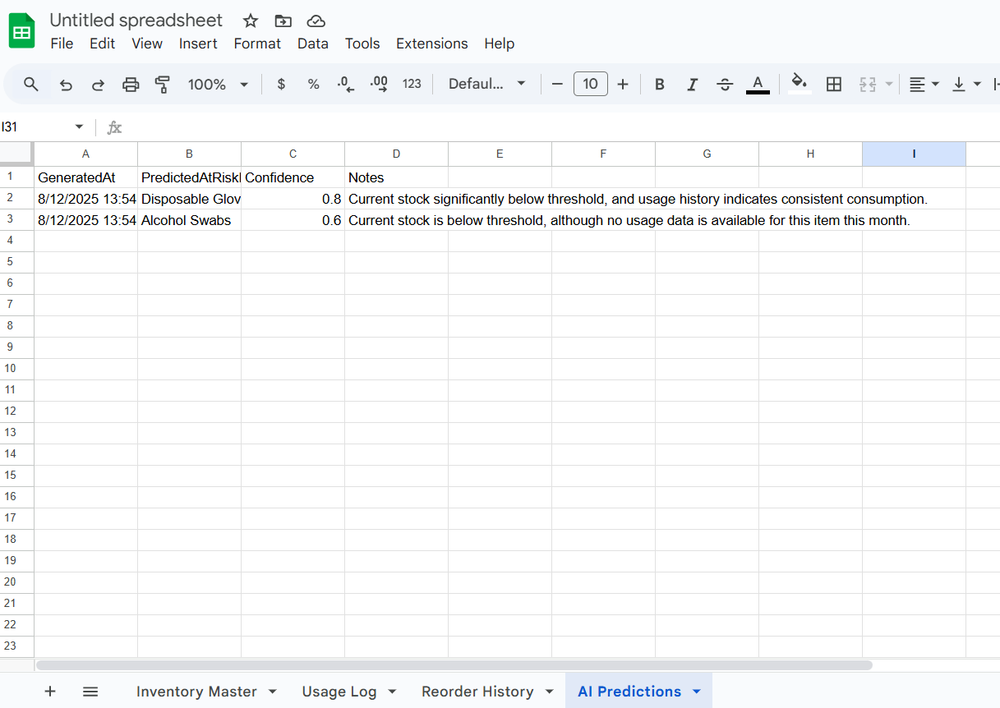 Untitled spreadsheet
File Edit View Insert Format Data Tools Extensions Help
100% $ % .0 .00 123 Defaul... 10 B I S A
I31 fx
A B C D E F G H I
1 GeneratedAt PredictedAtRisk Confidence Notes
2 8/12/2025 13:54 Disposable Glov 0.8 Current stock significantly below threshold, and usage history indicates consistent consumption.
3 8/12/2025 13:54 Alcohol Swabs 0.6 Current stock is below threshold, although no usage data is available for this item this month.
4
5
6
7
8
9
10
11
12
13
14
15
16
17
18
19
20
21
22
23
Inventory Master Usage Log Reorder History AI Predictions